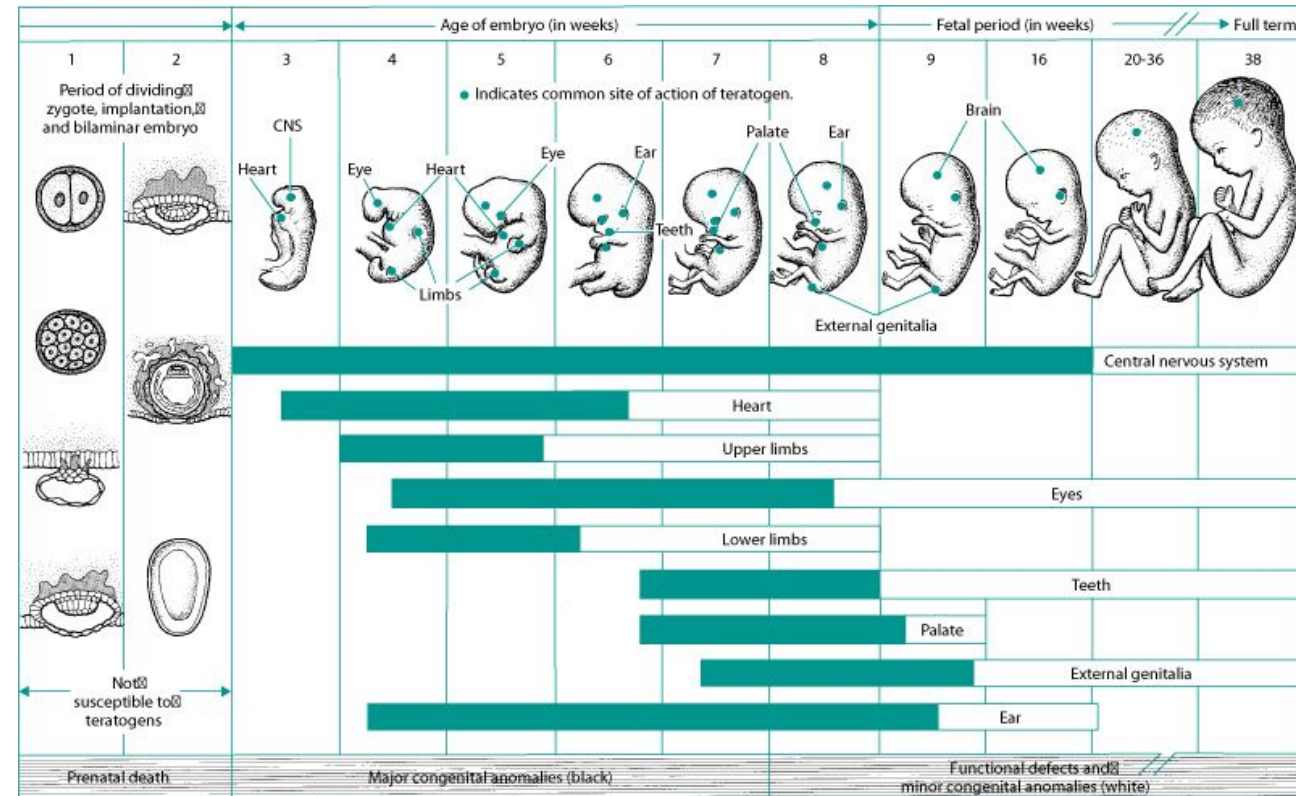 Age of embryo (in weeks)
Fetal period (in weeks)
Full term
1
2
3
4
5
6
7
8
9
16
20-36
38
Period of dividing
zygote, implantation,
and bilaminar embryo
Indicates common site of action of teratogen.
CNS
Heart
Eye
Heart
Limbs
Eye
Ear
Teeth
Palate
Ear
External genitalia
Brain
Central nervous system
Heart
Upper limbs
Eyes
Lower limbs
Teeth
Palate
External genitalia
Ear
Not
susceptible to
teratogens
Prenatal death
Major congenital anomalies (black)
Functional defects and
minor congenital anomalies (white)